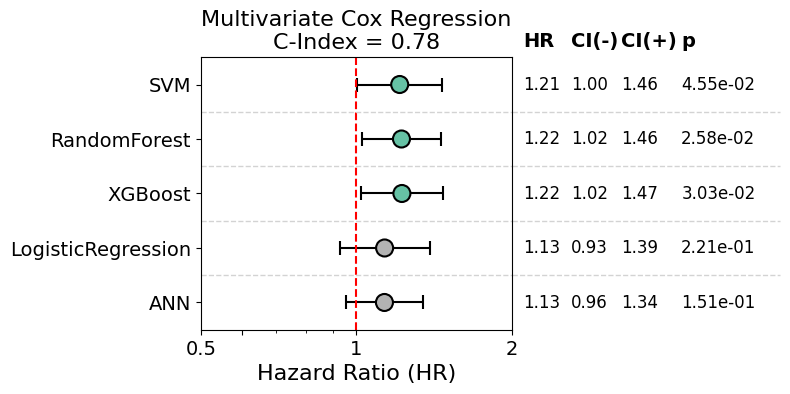 Multivariate Cox Regression
C-Index = 0.78
HR CI(-) CI(+) p
SVM 1.21 1.00 1.46 4.55e-02
RandomForest 1.22 1.02 1.46 2.58e-02
XGBoost 1.22 1.02 1.47 3.03e-02
LogisticRegression 1.13 0.93 1.39 2.21e-01
ANN 1.13 0.96 1.34 1.51e-01
0.5 1 2
Hazard Ratio (HR)